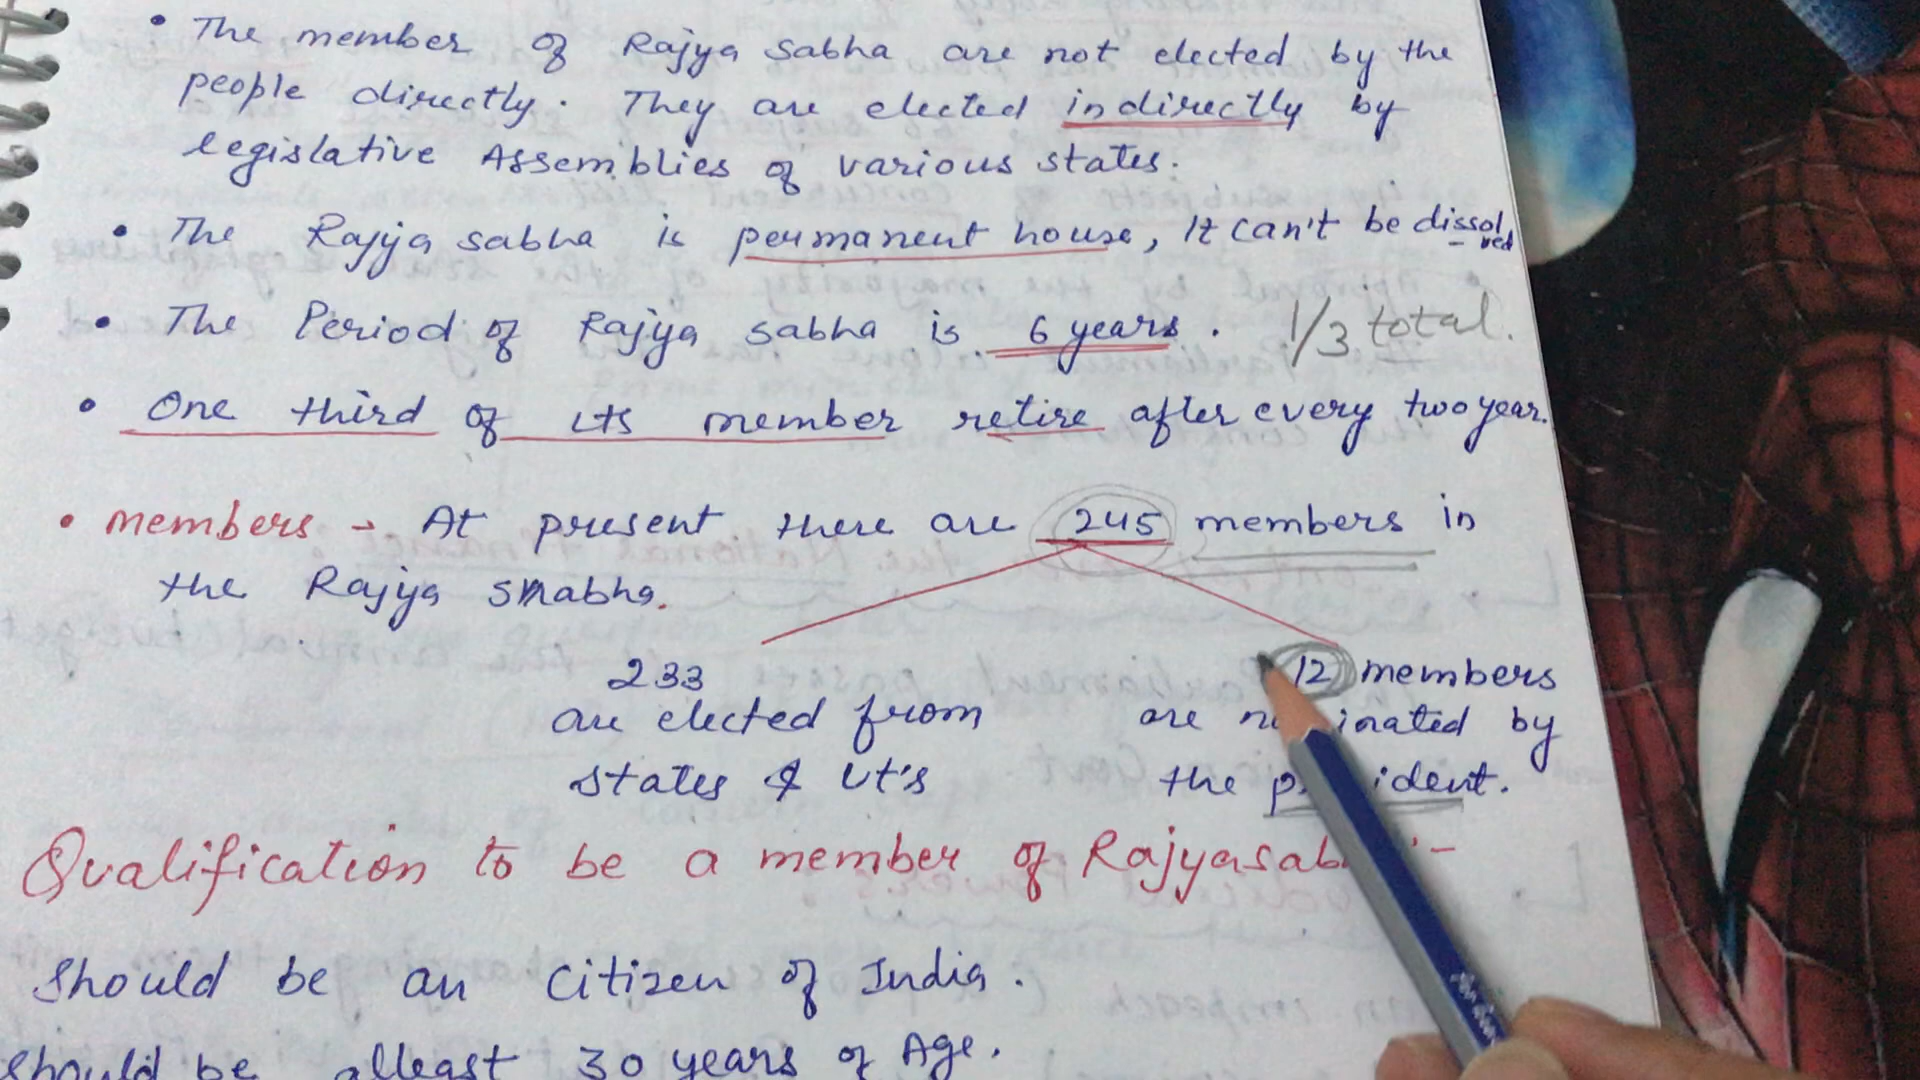 • The member of Rajya Sabha are not elected by the
people directly. They are elected indirectly by
legislative Assemblies of various states.
• The Rajya sabha is permanent house, It can't be dissolved
• The Period of Rajya sabha is 6 years. 1/3 total.
• One third of its member retire after every two year.
• members → At present there are 245 members in
the Rajya
233 12 members
are elected from are by
states & Ut's the
Qualification to be a member of
Should be an citizen of India.
should be atleast 30 years of Age.